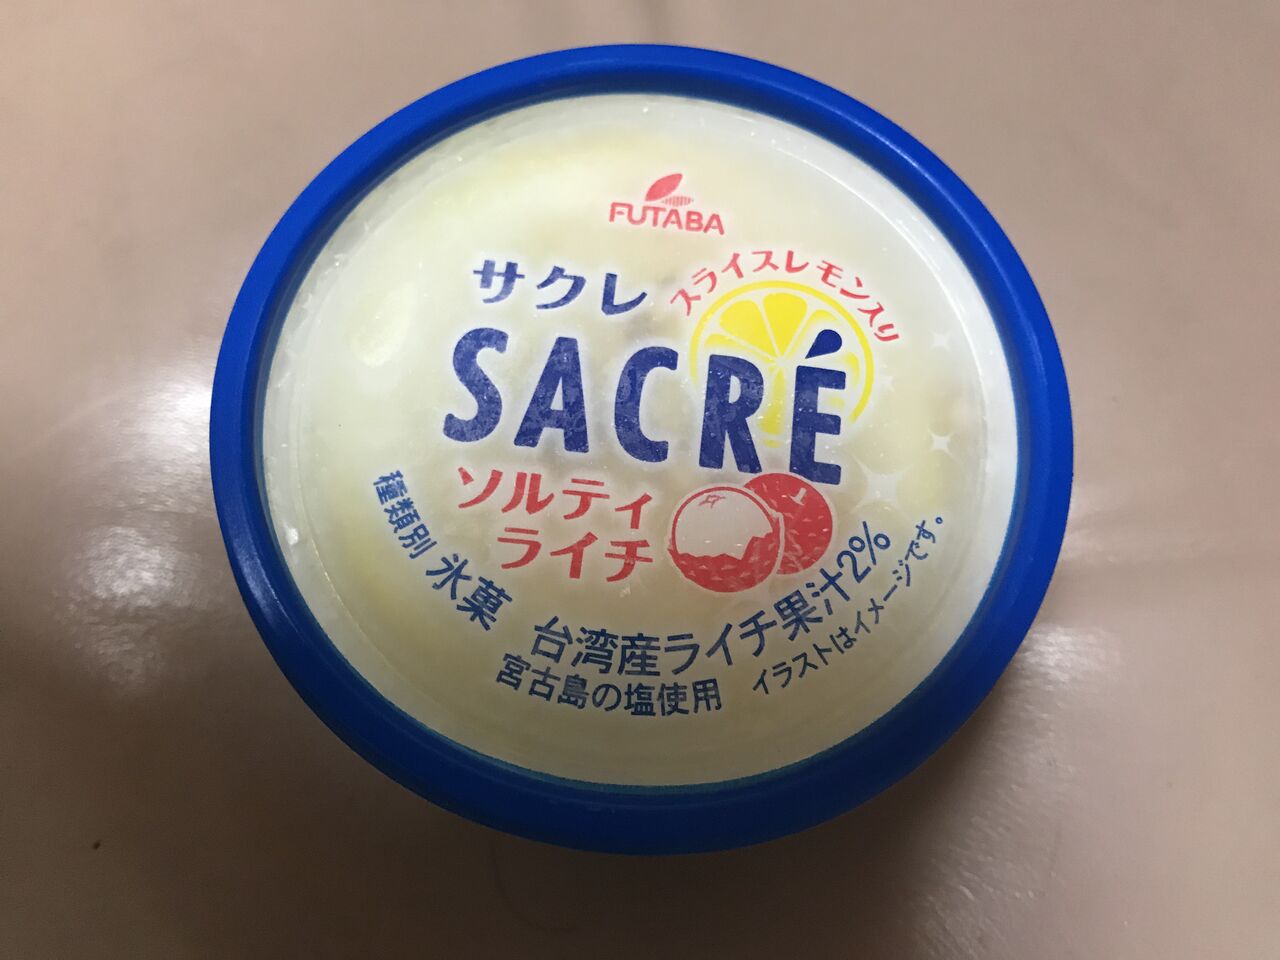 FUTABA
サクレ
スライスレモン入り
SACRÉ
ソルティ
ライチ
種類別 氷菓
台湾産ライチ果汁2%
宮古島の塩使用
イラストはイメージです。